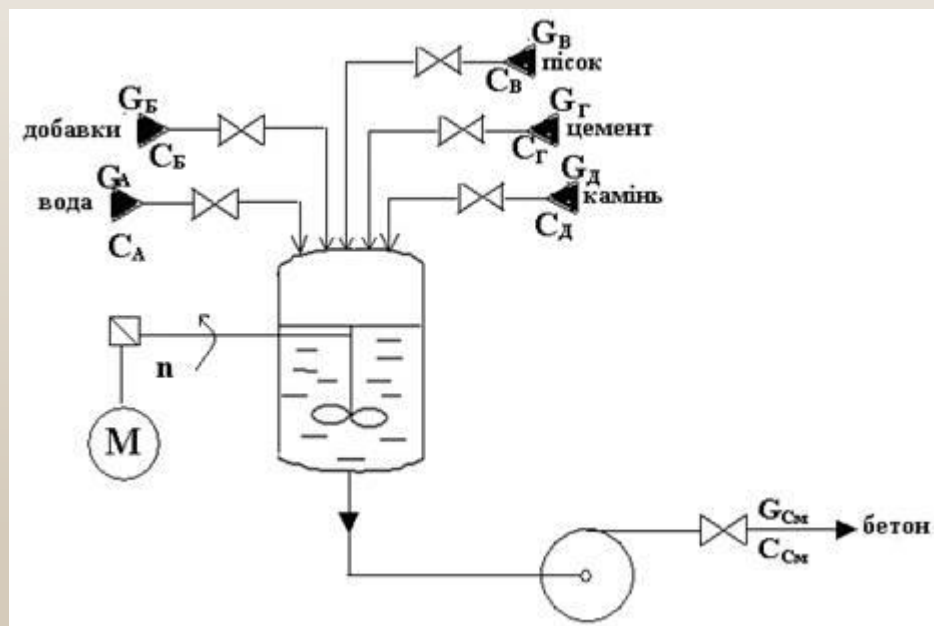 G_В
пісок
C_В
G_Б
добавки
C_Б
G_Г
цемент
C_Г
G_А
вода
C_А
G_Д
камінь
C_Д
n
M
G_См
бетон
C_См